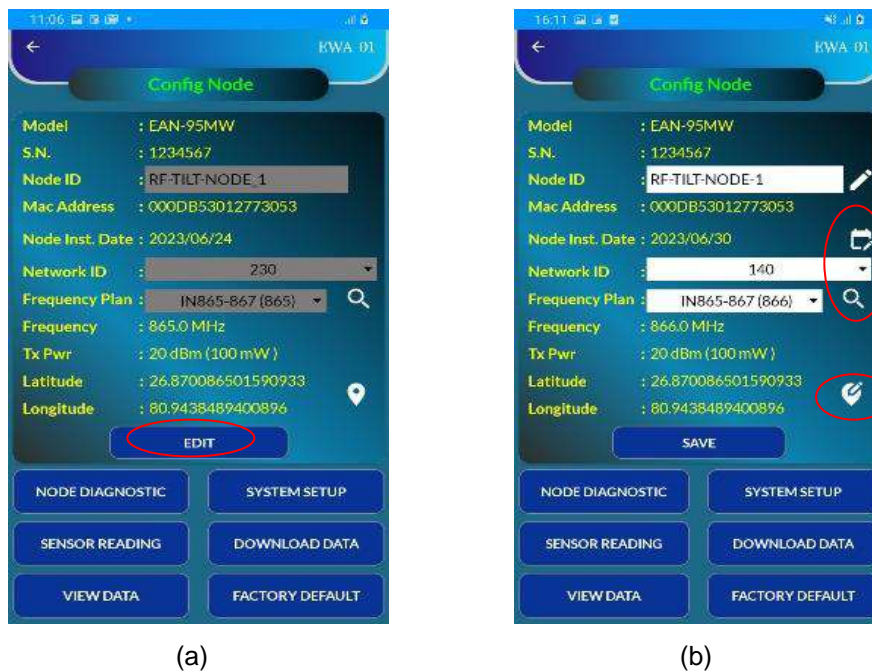 11:06
EWA 01
Config Node
Model : EAN-95MW
S.N. : 1234567
Node ID : RF-TILT-NODE_1
Mac Address : 000DB53012773053
Node Inst. Date : 2023/06/24
Network ID : 230
Frequency Plan : IN865-867 (865)
Frequency : 865.0 MHz
Tx Pwr : 20 dBm (100 mW )
Latitude : 26.870086501590933
Longitude : 80.9438489400896
EDIT
NODE DIAGNOSTIC SYSTEM SETUP
SENSOR READING DOWNLOAD DATA
VIEW DATA FACTORY DEFAULT
(a)
16:11
EWA 01
Config Node
Model : EAN-95MW
S.N. : 1234567
Node ID : RF-TILT-NODE-1
Mac Address : 000DB53012773053
Node Inst. Date : 2023/06/30
Network ID : 140
Frequency Plan : IN865-867 (866)
Frequency : 866.0 MHz
Tx Pwr : 20 dBm (100 mW )
Latitude : 26.870086501590933
Longitude : 80.9438489400896
SAVE
NODE DIAGNOSTIC SYSTEM SETUP
SENSOR READING DOWNLOAD DATA
VIEW DATA FACTORY DEFAULT
(b)